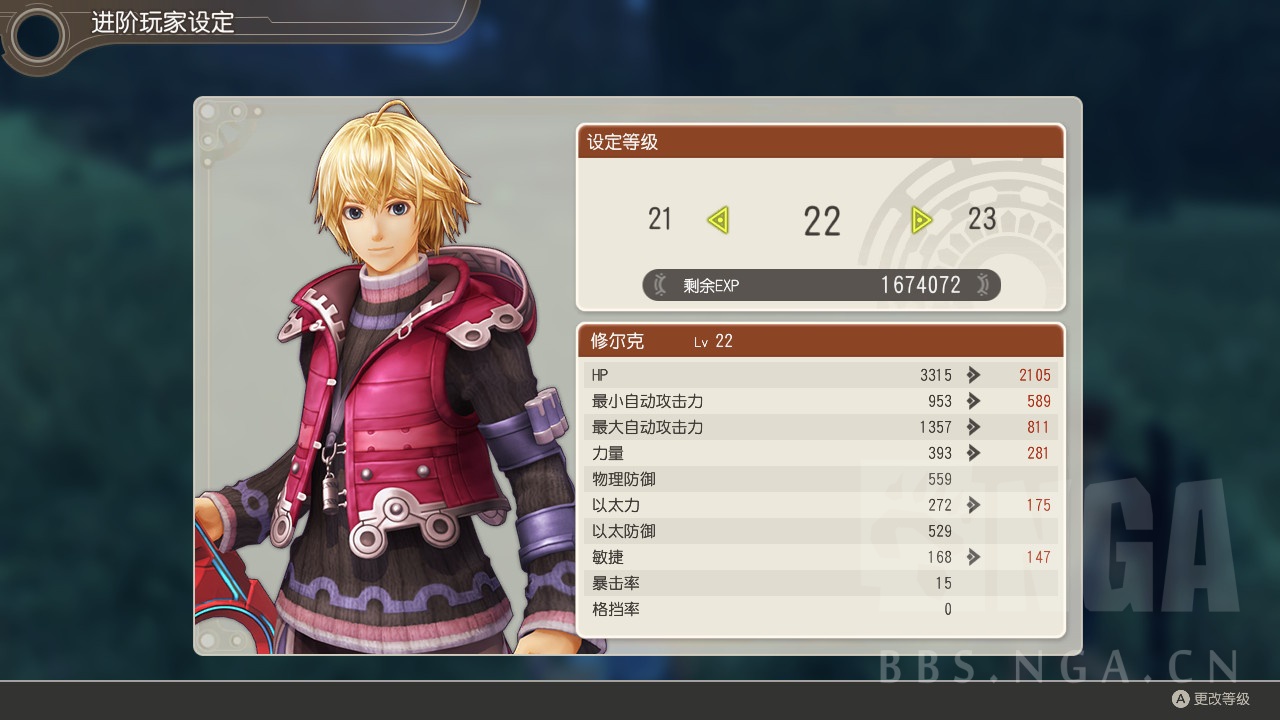 进阶玩家设定
设定等级
21 22 23
剩余EXP 1674072
修尔克 Lv 22
HP 3315 2105
最小自动攻击力 953 589
最大自动攻击力 1357 811
力量 393 281
物理防御 559
以太力 272 175
以太防御 529
敏捷 168 147
暴击率 15
格挡率 0
NGA
BBS.NGA.CN
A 更改等级